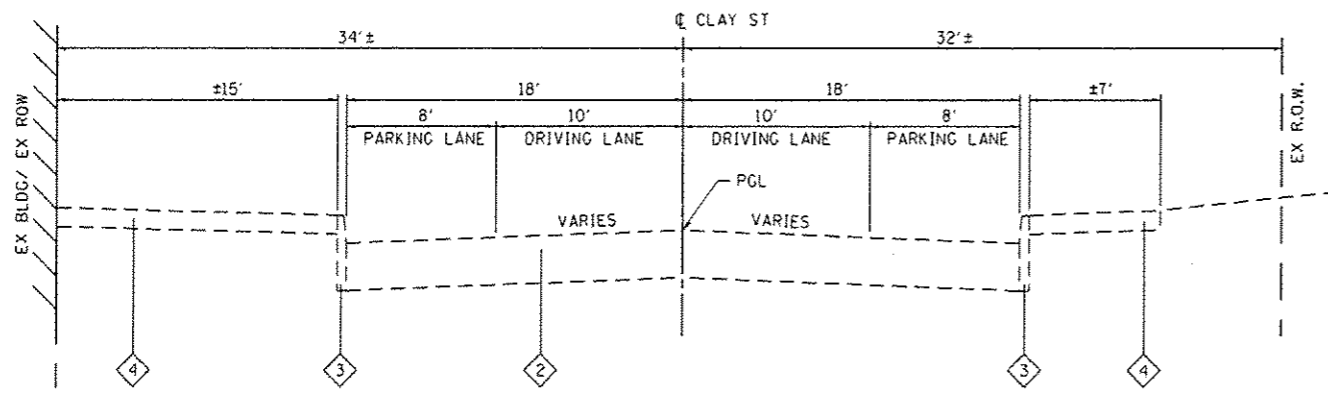 ℄ CLAY ST
34'± 32'±
±15' 18' 18' ±7'
8' 10' 10' 8'
PARKING LANE DRIVING LANE DRIVING LANE PARKING LANE
EX BLDG/ EX ROW
EX R.O.W.
PGL
VARIES VARIES
4 3 2 3 4